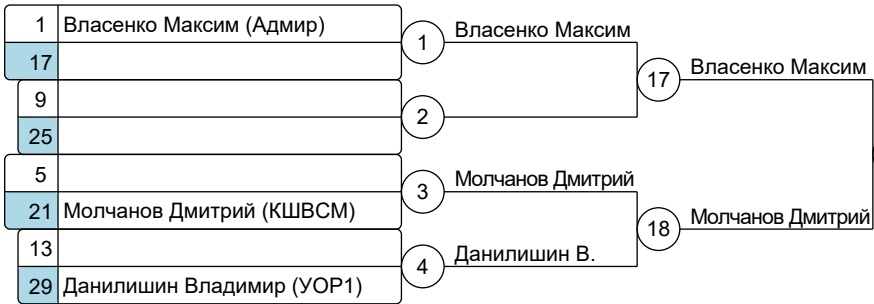 1 Власенко Максим (Адмир)
17
9
25
5
21 Молчанов Дмитрий (КШВСМ)
13
29 Данилишин Владимир (УОР1)
1 Власенко Максим
2
3 Молчанов Дмитрий
4 Данилишин В.
17 Власенко Максим
18 Молчанов Дмитрий